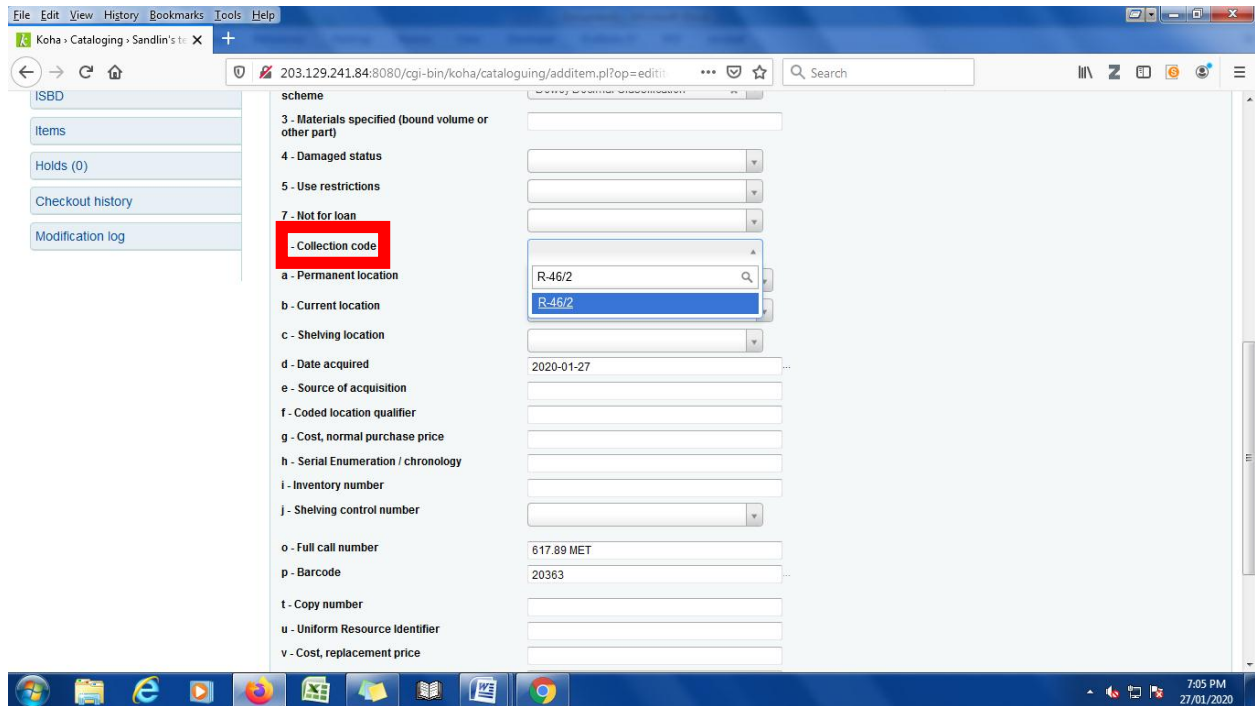 File Edit View History Bookmarks Tools Help
Koha › Cataloging › Sandlin's te
203.129.241.84:8080/cgi-bin/koha/cataloguing/additem.pl?op=editit
Search
ISBD
Items
Holds (0)
Checkout history
Modification log
scheme
Dewey Decimal Classification
3 - Materials specified (bound volume or
other part)
4 - Damaged status
5 - Use restrictions
7 - Not for loan
- Collection code
R-46/2
R-46/2
a - Permanent location
b - Current location
c - Shelving location
d - Date acquired 2020-01-27 ...
e - Source of acquisition
f - Coded location qualifier
g - Cost, normal purchase price
h - Serial Enumeration / chronology
i - Inventory number
j - Shelving control number
o - Full call number 617.89 MET
p - Barcode 20363 ...
t - Copy number
u - Uniform Resource Identifier
v - Cost, replacement price
7:05 PM
27/01/2020